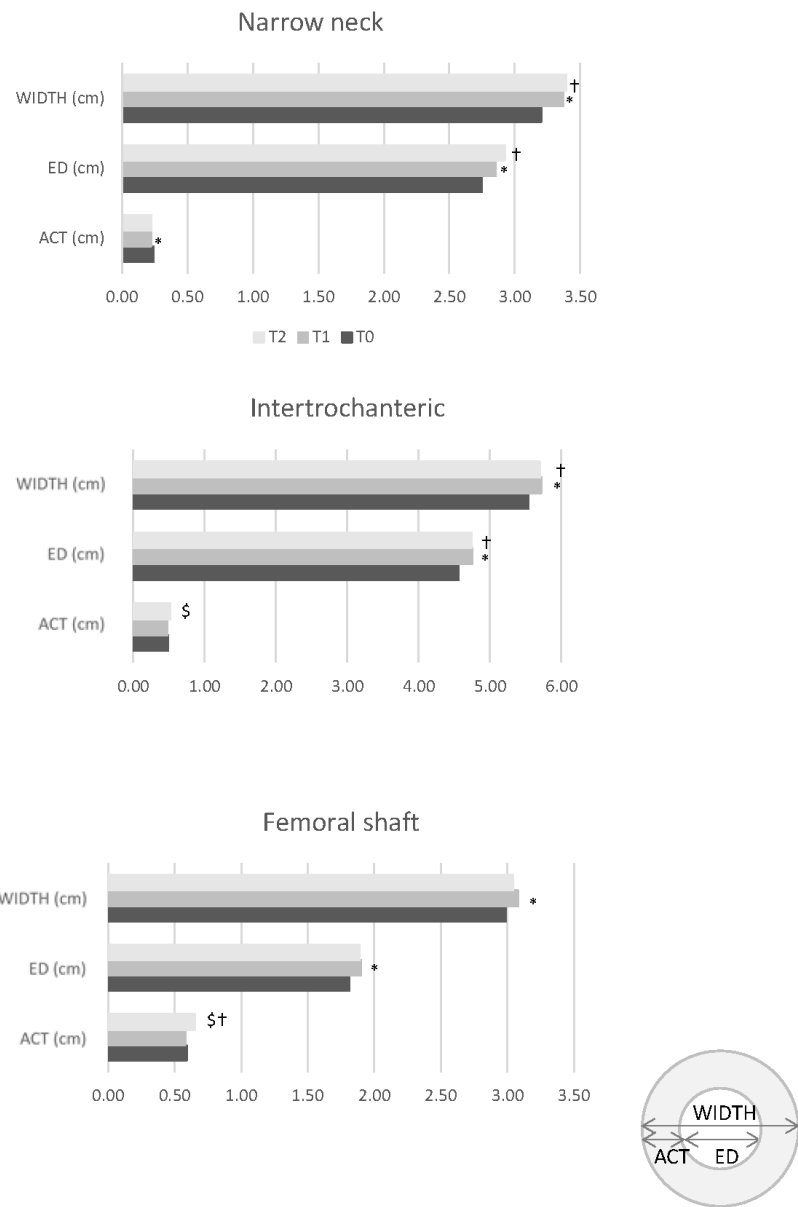 Narrow neck
†
WIDTH (cm)
*
†
ED (cm)
*
ACT (cm)
*
0.00 0.50 1.00 1.50 2.00 2.50 3.00 3.50
T2 T1 T0
Intertrochanteric
†
WIDTH (cm)
*
†
ED (cm)
*
ACT (cm) $
0.00 1.00 2.00 3.00 4.00 5.00 6.00
Femoral shaft
WIDTH (cm) *
ED (cm) *
$†
ACT (cm)
0.00 0.50 1.00 1.50 2.00 2.50 3.00 3.50
WIDTH
ACT ED